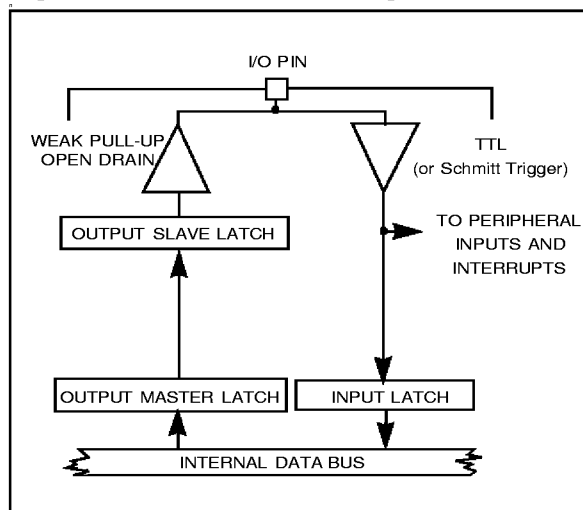 I/O PIN
WEAK PULL-UP
OPEN DRAIN
TTL
(or Schmitt Trigger)
OUTPUT SLAVE LATCH
TO PERIPHERAL
INPUTS AND
INTERRUPTS
OUTPUT MASTER LATCH
INPUT LATCH
INTERNAL DATA BUS